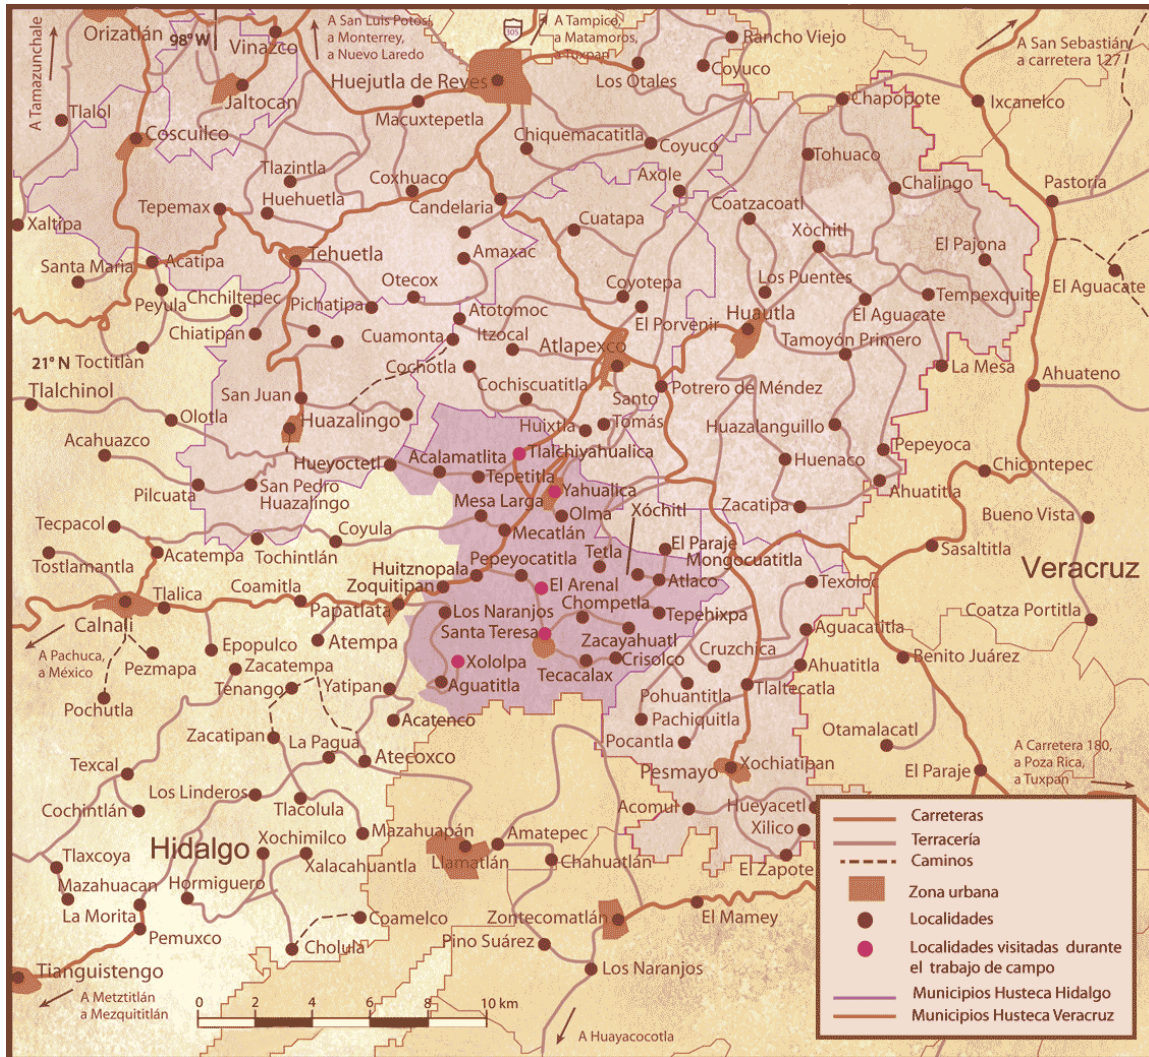 Orizatlán
98° W
Vinazco
A San Luis Potosí,
a Monterrey,
a Nuevo Laredo
105
A Tampico,
a Matamoros,
a Tuxpan
Rancho Viejo
A San Sebastián
a carretera 127
A Tamazunchale
Huejutla de Reyes
Los Otales
Coyuco
Jaltocan
Tlalol
Macuxtepetla
Chapopote
Ixcanelco
Coscuilco
Chiquemacatitla
Coyuco
Tohuaco
Tlazintla
Coxhuaco
Axole
Chalingo
Pastoría
Xaltipa
Tepemax
Huehuetla
Candelaria
Cuatapa
Coatzacoatl
Xòchitl
El Pajona
Santa Maria
Acatipa
Tehuetla
Amaxac
Otecox
Coyotepa
Los Puentes
Tempexquite
El Aguacate
Peyula
Chchiltepec
Pichatipa
Atotomoc
El Porvenir
Huautla
El Aguacate
Chiatipan
Cuamonta
Itzocal
Atlapexco
Tamoyón Primero
21° N
Toctitlán
Cochotla
La Mesa
Tlalchinol
San Juan
Cochiscuatitla
Santo
Tomás
Potrero de Méndez
Ahuateno
Olotla
Huazalingo
Huixtla
Huazalanguillo
Acahuazco
Tlalchiyahualica
Pepeyoca
Hueyoctetl
Acalamatlita
Tepetitla
Huenaco
Chicontepec
Pilcuata
San Pedro
Huazalingo
Mesa Larga
Yahualica
Zacatipa
Ahuatitla
Tecpacol
Coyula
Mecatlán
Olma
Xóchitl
Bueno Vista
Tostlamantla
Acatempa
Tochintlán
Pepeyocatitla
Tetla
El Paraje
Mongocuatitla
Sasaltitla
Huitznopala
Veracruz
Tlalica
Coamitla
Zoquitipan
El Arenal
Atlaco
Texoloc
Papatlata
Los Naranjos
Chompetla
Tepehixpa
Coatza Portitla
Calnali
Santa Teresa
Zacayahuatl
Aguacatitla
A Pachuca,
a México
Epopulco
Atempa
Xololpa
Crisolco
Cruzchica
Benito Juárez
Pezmapa
Zacatempa
Tecacalax
Ahuatitla
Tenango
Yatipan
Aguatitla
Pohuantitla
Tlaltecatla
Pochutla
Acatenco
Pachiquitla
Otamalacatl
Zacatipan
La Pagua
Pocantla
A Carretera 180,
a Poza Rica,
a Tuxpan
Texcal
Atecoxco
Pesmayo
Xochiatipan
El Paraje
Cochintlán
Los Linderos
Tlacolula
Acomul
Hueyacetl
Xilico
Hidalgo
Xochimilco
Mazahuapán
Amatepec
Tlaxcoya
Xalacahuantla
Llamatlán
Chahuatlán
El Zapote
Mazahuacan
Hormiguero
La Morita
Coamelco
Zontecomatlán
El Mamey
Pemuxco
Cholula
Pino Suárez
Tianguistengo
Los Naranjos
A Metztitlán
a Mezquititlán
0 2 4 6 8 10 km
A Huayacocotla
Carreteras
Terracería
Caminos
Zona urbana
Localidades
Localidades visitadas durante
el trabajo de campo
Municipios Husteca Hidalgo
Municipios Husteca Veracruz